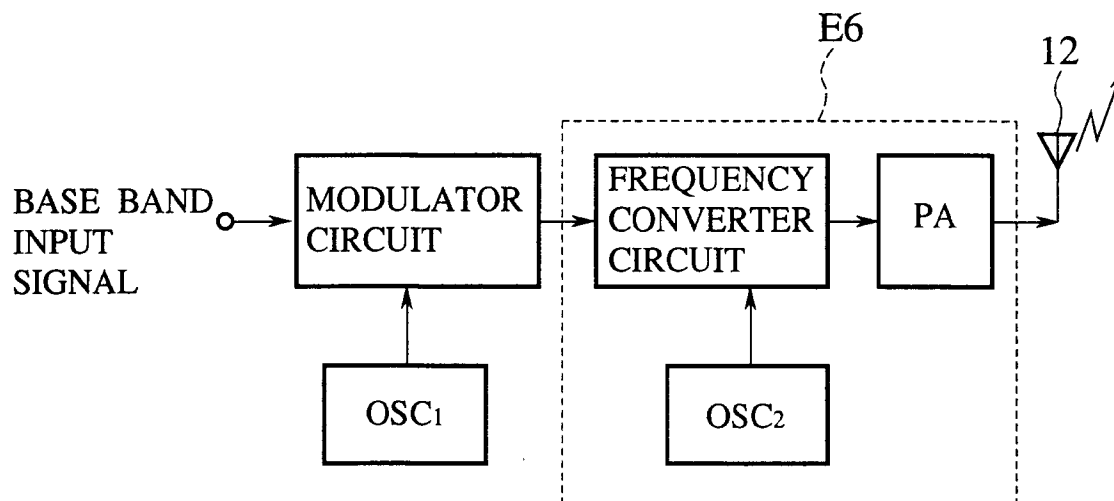 E6
12
BASE BAND
INPUT
SIGNAL
MODULATOR
CIRCUIT
FREQUENCY
CONVERTER
CIRCUIT
PA
OSC1
OSC2